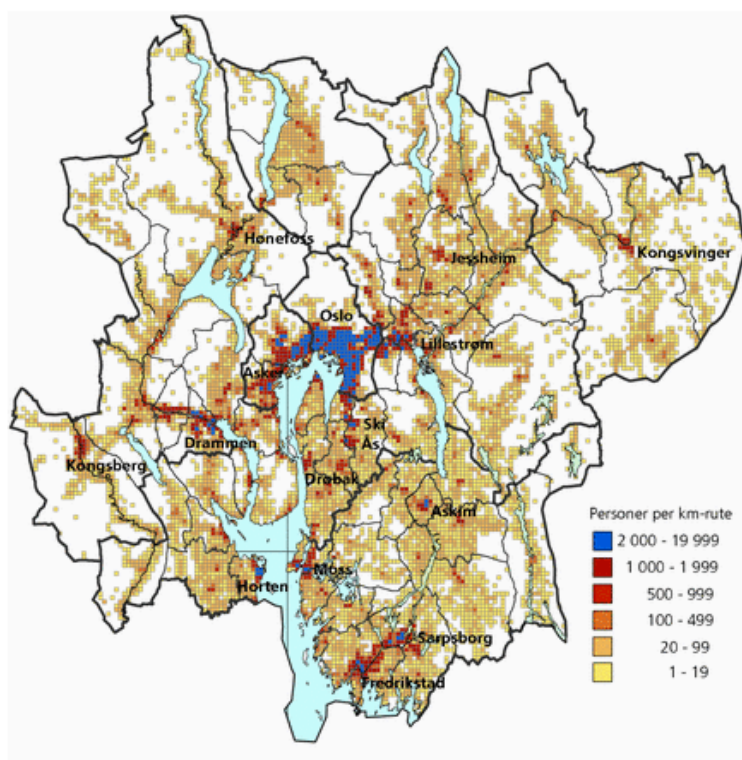 Hønefoss
Kongsvinger
Jessheim
Oslo
Lillestrøm
Asker
Ski
Ås
Drammen
Kongsberg
Drøbak
Askim
Moss
Horten
Sarpsborg
Fredrikstad
Personer per km-rute
2 000 - 19 999
1 000 - 1 999
500 - 999
100 - 499
20 - 99
1 - 19